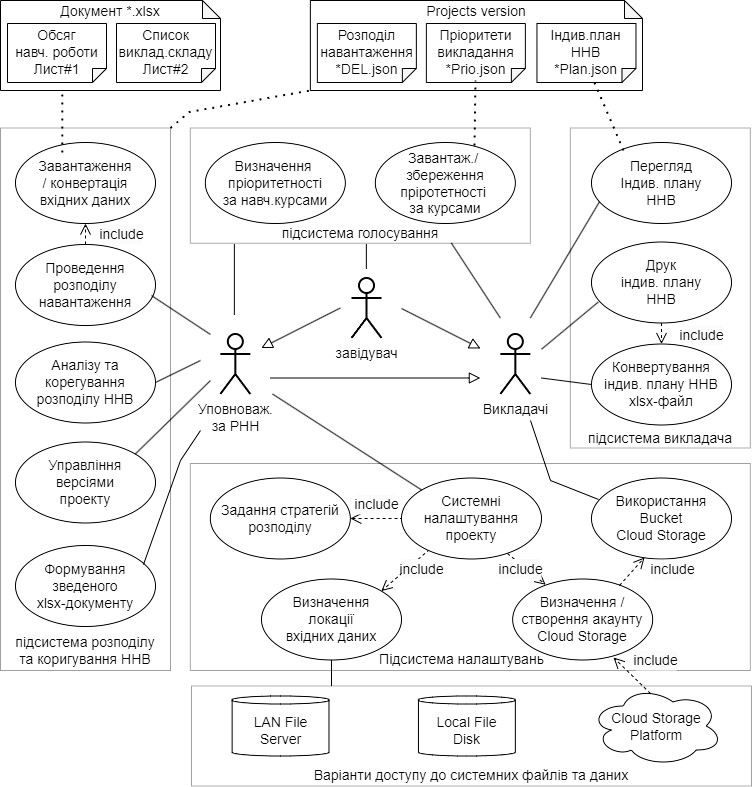 Документ *.xlsx
Обсяг
навч. роботи
Лист#1
Список
виклад.складу
Лист#2
Projects version
Розподіл
навантаження
*DEL.json
Пріоритети
викладання
*Prio.json
Індив.план
ННВ
*Plan.json
Завантаження
/ конвертація
вхідних даних
include
Проведення
розподілу
навантаження
Аналізу та
корегування
розподілу ННВ
Управління
версіями
проекту
Формування
зведеного
xlsx-документу
підсистема розподілу
та коригування ННВ
Визначення
пріоритетності
за навч.курсами
Завантаж./
збереження
пріротетності
за курсами
підсистема голосування
Перегляд
Індив. плану
ННВ
Друк
індив. плану
ННВ
include
Конвертування
індив. плану ННВ
xlsx-файл
підсистема викладача
завідувач
Уповноваж.
за РНН
Викладачі
Задання стратегій
розподілу
include
Системні
налаштування
проекту
Використання
Bucket
Cloud Storage
include
include
include
Визначення
локації
вхідних даних
Визначення /
створення акаунту
Cloud Storage
Підсистема налаштувань
include
LAN File
Server
Local File
Disk
Cloud Storage
Platform
Варіанти доступу до системних файлів та даних